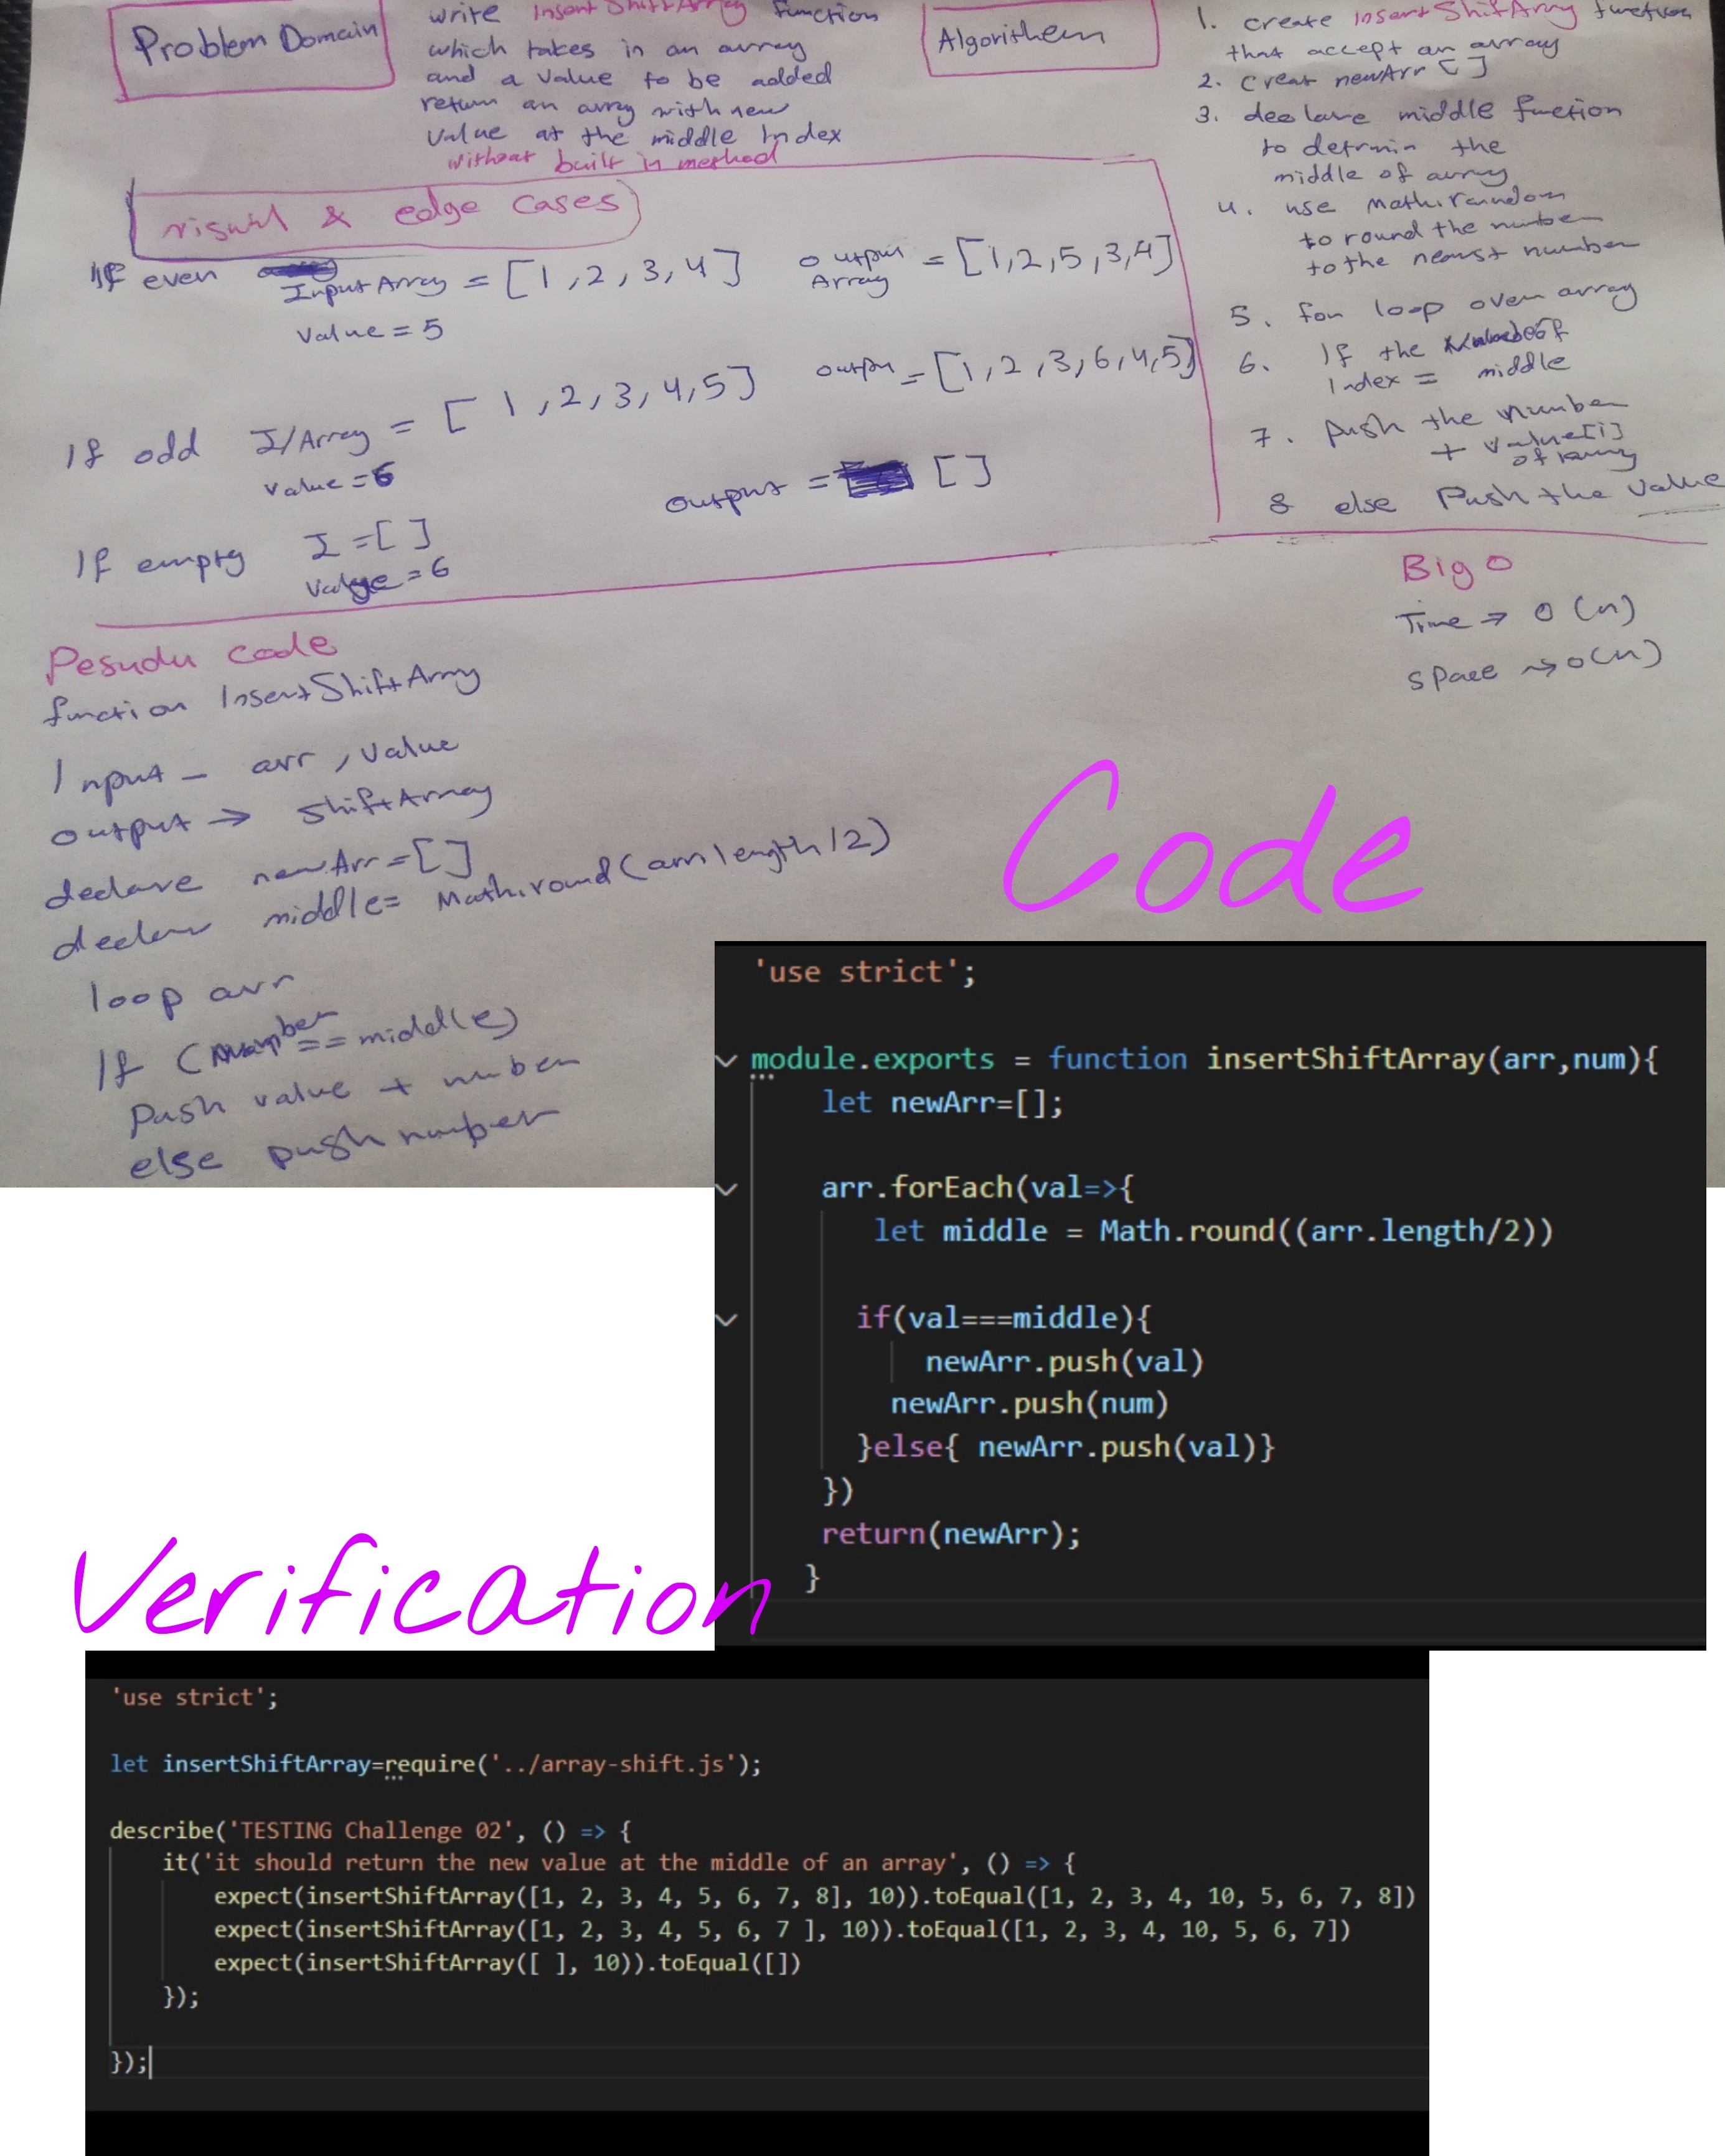 Problem Domain
write InsertShiftArray function
which takes in an array
and a value to be added
return an array with new
value at the middle Index
without built in method
Algorithem
1. create InsertShiftArray function
that accept an array
2. creat newArr []
3. declare middle function
to detrmin the
middle of array
4. use Math.random
to round the number
to the nearst number
5. for loop over array
6. If the
Index = middle
7. push the number
+ value[i]
of array
8 else Push the value
visual & edge cases
If even
Input Array = [1,2,3,4]
output Array = [1,2,5,3,4]
value = 5
If odd I/Array = [1,2,3,4,5]
output = [1,2,3,6,4,5]
value = 6
If empty I = []
output = []
value = 6
Big O
Time → O(n)
space → O(n)
Pesudu code
function InsertShiftArray
Input – arr, value
output → ShiftArray
declare newArr = []
declar middle = Math.round(arr.length/2)
loop arr
If (number == middle)
Push value + number
else push number
Code
'use strict';
module.exports = function insertShiftArray(arr,num){
let newArr=[];
arr.forEach(val=>{
let middle = Math.round((arr.length/2))
if(val===middle){
newArr.push(val)
newArr.push(num)
}else{ newArr.push(val)}
})
return(newArr);
}
Verification
'use strict';
let insertShiftArray=require('../array-shift.js');
describe('TESTING Challenge 02', () => {
it('it should return the new value at the middle of an array', () => {
expect(insertShiftArray([1, 2, 3, 4, 5, 6, 7, 8], 10)).toEqual([1, 2, 3, 4, 10, 5, 6, 7, 8])
expect(insertShiftArray([1, 2, 3, 4, 5, 6, 7 ], 10)).toEqual([1, 2, 3, 4, 10, 5, 6, 7])
expect(insertShiftArray([ ], 10)).toEqual([])
});
});